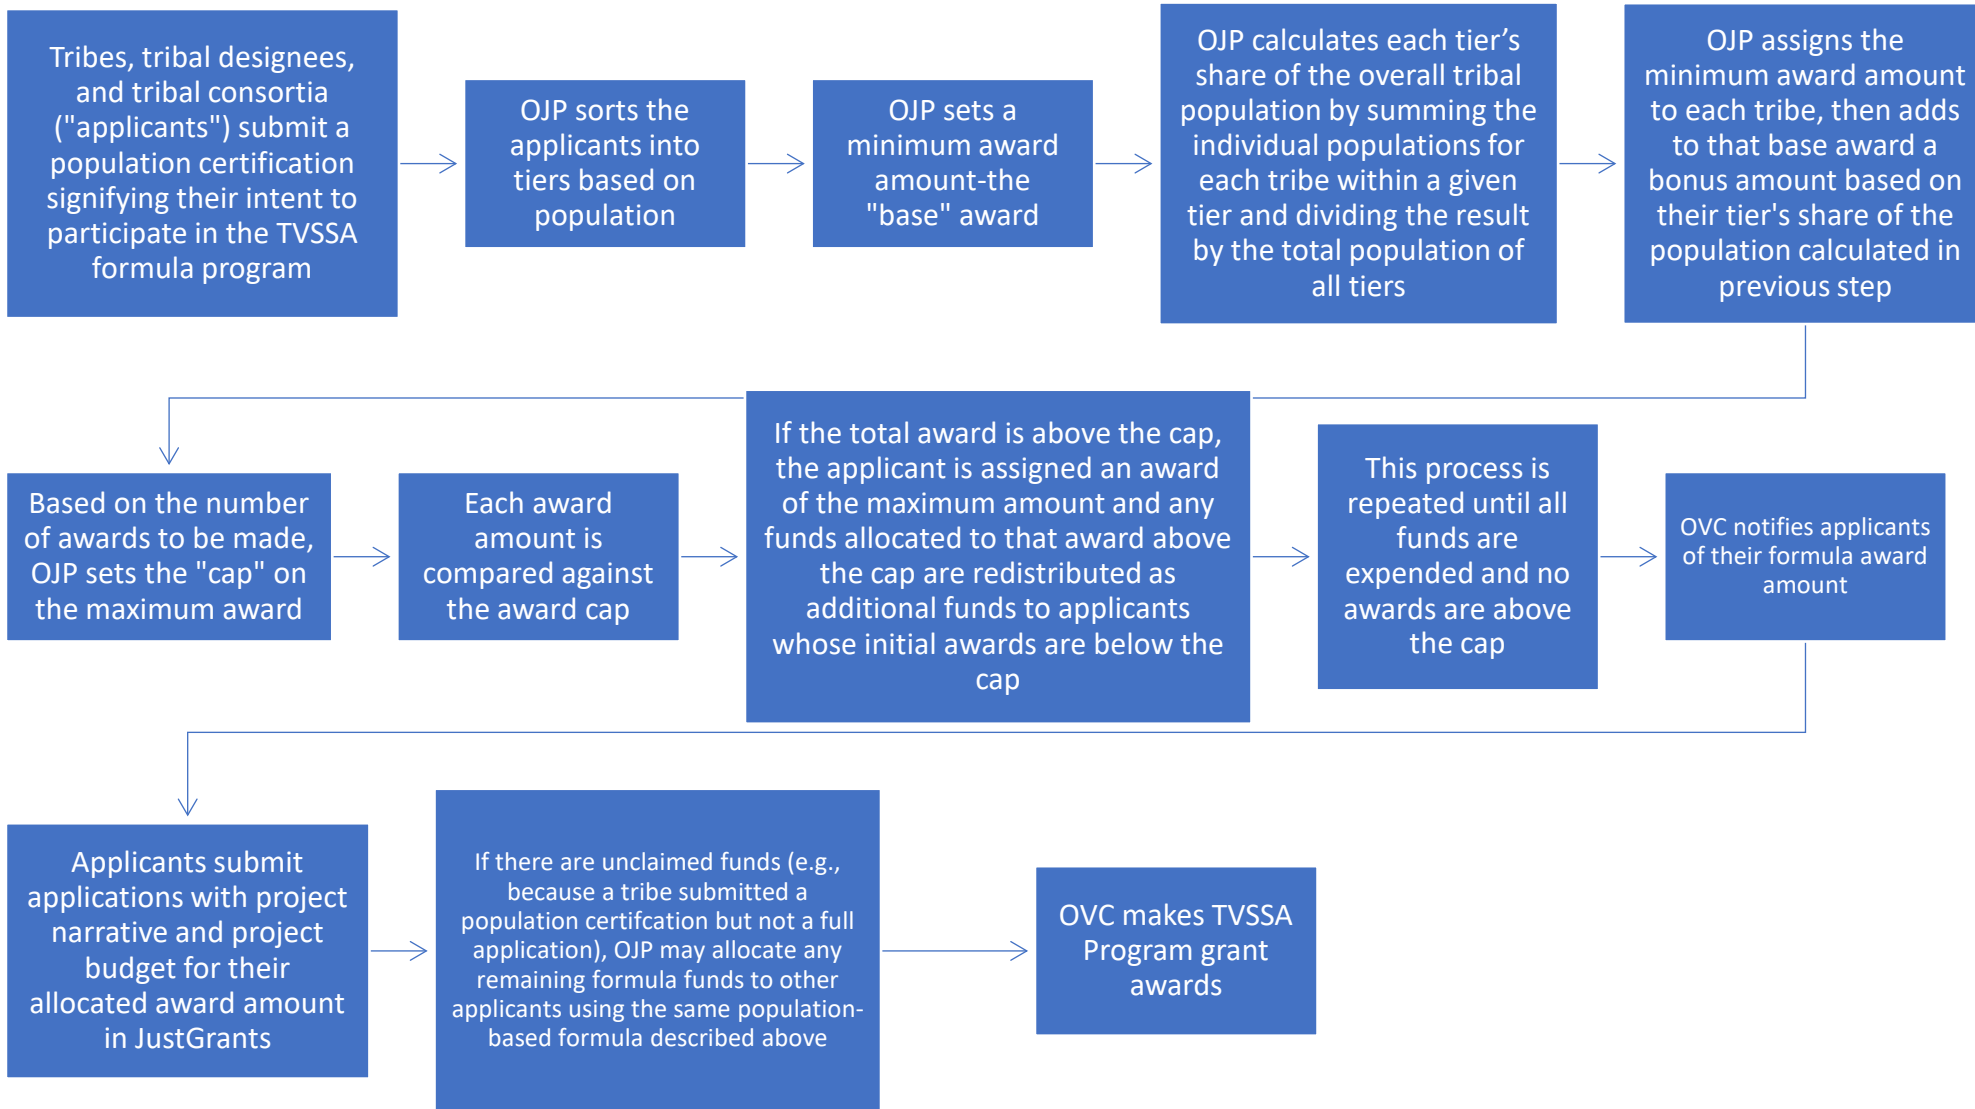 Tribes, tribal designees,
and tribal consortia
("applicants") submit a
population certification
signifying their intent to
participate in the TVSSA
formula program
OJP sorts the
applicants into
tiers based on
population
OJP sets a
minimum award
amount-the
"base" award
OJP calculates each tier’s
share of the overall tribal
population by summing the
individual populations for
each tribe within a given
tier and dividing the result
by the total population of
all tiers
OJP assigns the
minimum award amount
to each tribe, then adds
to that base award a
bonus amount based on
their tier's share of the
population calculated in
previous step
Based on the number
of awards to be made,
OJP sets the "cap" on
the maximum award
Each award
amount is
compared against
the award cap
If the total award is above the cap,
the applicant is assigned an award
of the maximum amount and any
funds allocated to that award above
the cap are redistributed as
additional funds to applicants
whose initial awards are below the
cap
This process is
repeated until all
funds are
expended and no
awards are above
the cap
OVC notifies applicants
of their formula award
amount
Applicants submit
applications with project
narrative and project
budget for their
allocated award amount
in JustGrants
If there are unclaimed funds (e.g.,
because a tribe submitted a
population certifcation but not a full
application), OJP may allocate any
remaining formula funds to other
applicants using the same population-
based formula described above
OVC makes TVSSA
Program grant
awards